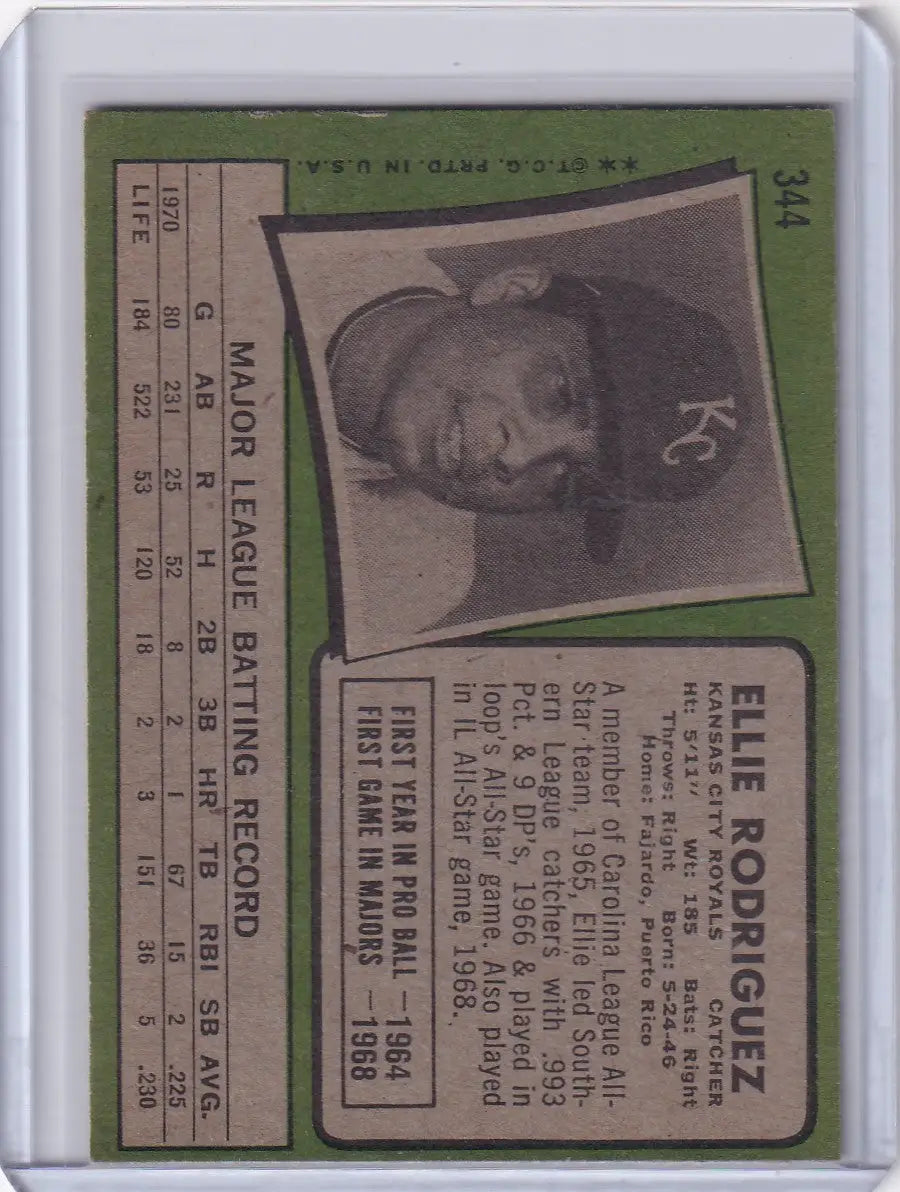 344
**©T.C.G. PRTD. IN U.S.A.
KC
ELLIE RODRIGUEZ
KANSAS CITY ROYALS CATCHER
Ht: 5'11" Wt: 185 Bats: Right
Throws: Right Born: 5-24-46
Home: Fajardo, Puerto Rico
A member of Carolina League All-
Star team, 1965, Ellie led South-
ern League catchers with .993
Pct. & 9 DP's, 1966 & played in
loop's All-Star game. Also played
in IL All-Star game, 1968.
FIRST YEAR IN PRO BALL —1964
FIRST GAME IN MAJORS —1968
MAJOR LEAGUE BATTING RECORD
G AB R H 2B 3B HR TB RBI SB AVG.
1970 80 231 25 52 8 2 1 67 15 2 .225
LIFE 184 522 53 120 18 2 3 151 36 5 .230